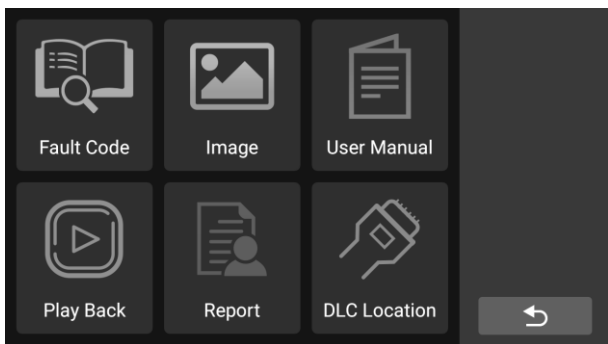 Fault Code
Image
User Manual
Play Back
Report
DLC Location